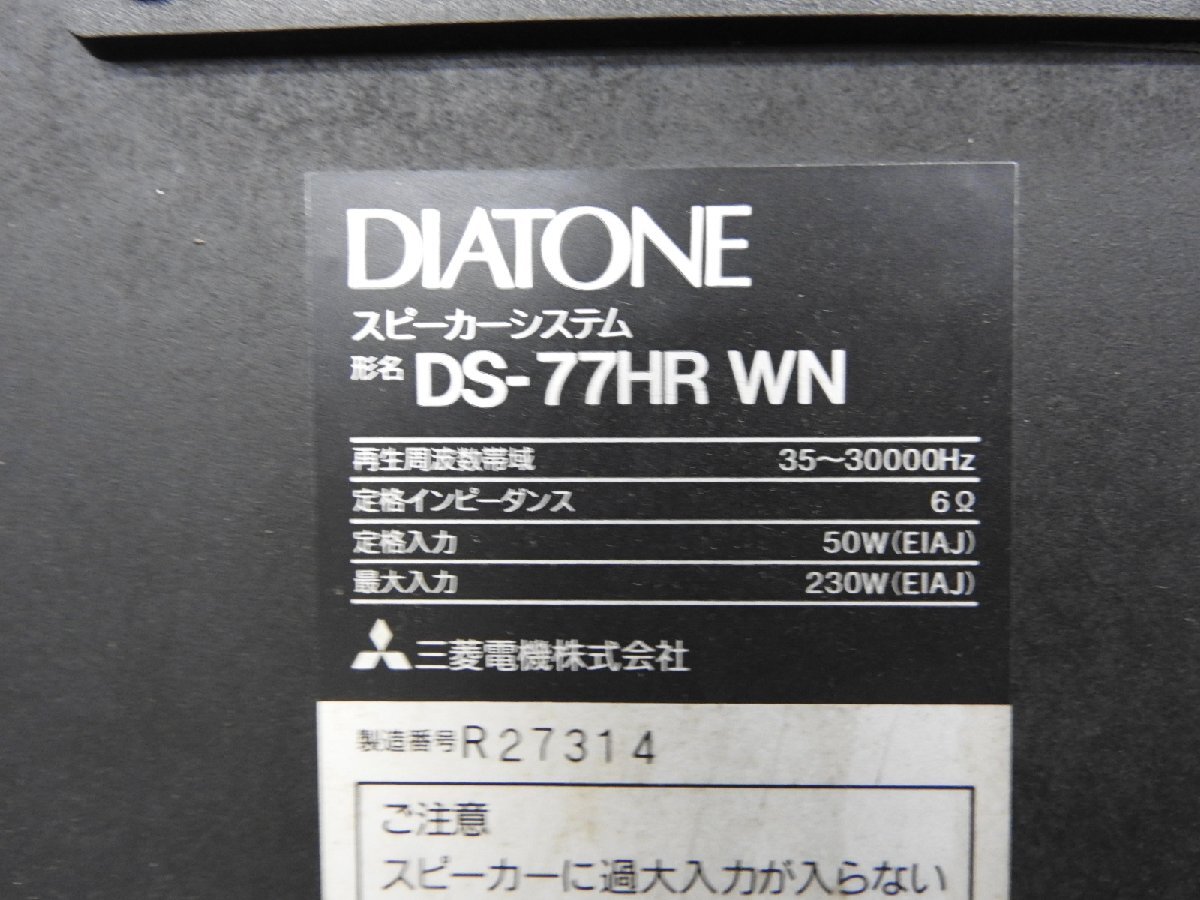 DIATONE
スピーカーシステム
形名 DS-77HR WN
再生周波数帯域 35〜30000Hz
定格インピーダンス 6Ω
定格入力 50W(EIAJ)
最大入力 230W(EIAJ)
三菱電機株式会社
製造番号 R27314
ご注意
スピーカーに過大入力が入らない